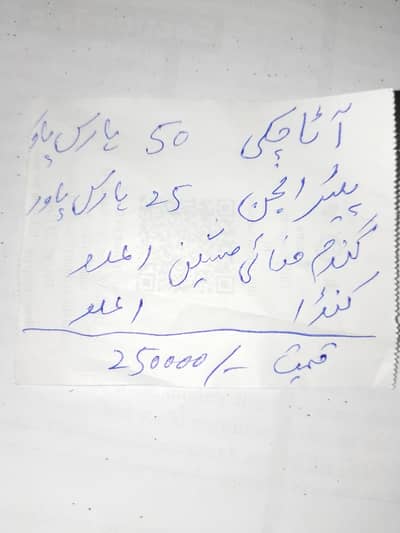 آٹا چکی 50 ہارس پاور
پیٹر انجن 25 ہارس پاور
گندم صفائی مشین 1 عدد
کنڈا 1 عدد
قیمت 250000/-